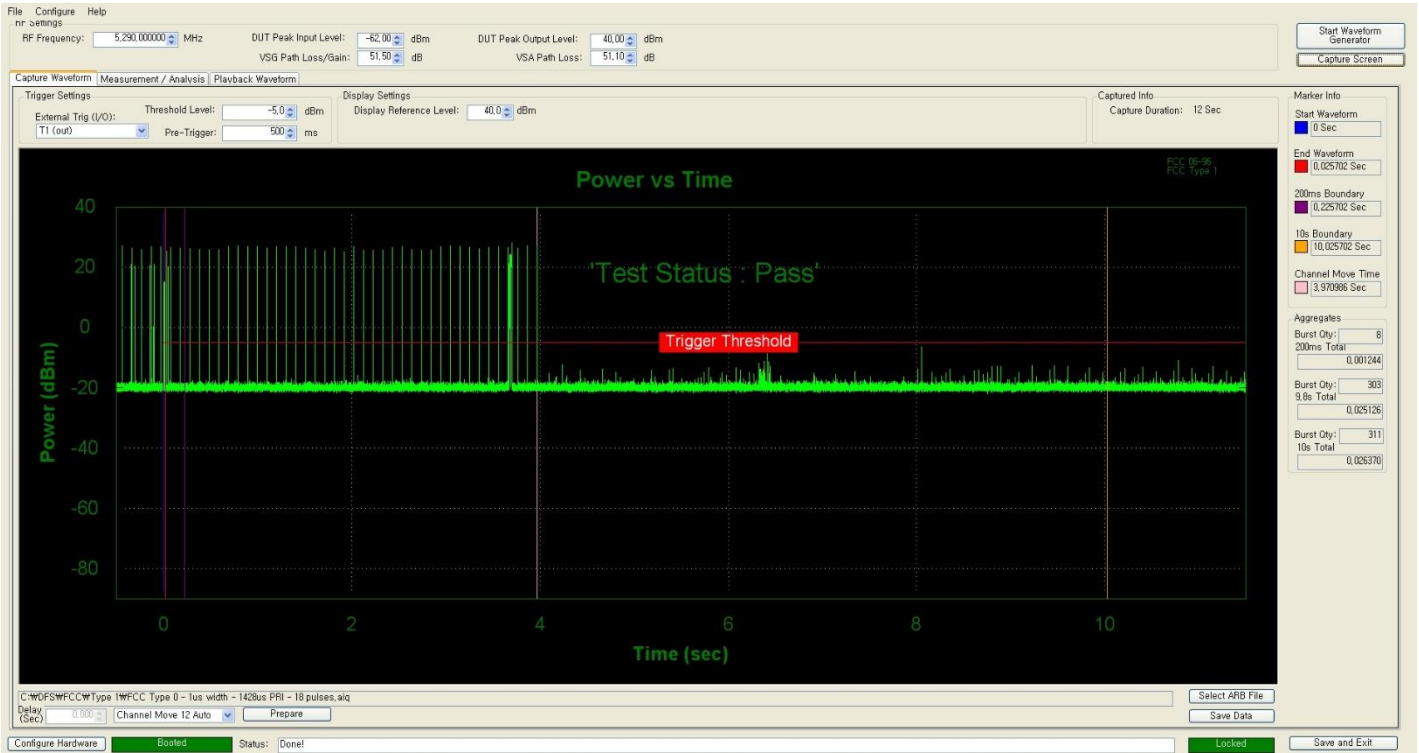 File Configure Help
RF Settings
RF Frequency: 5,290,000000 MHz DUT Peak Input Level: -62,00 dBm DUT Peak Output Level: 40,00 dBm
VSG Path Loss/Gain: 51,50 dB VSA Path Loss: 51,10 dB
Start Waveform Generator
Capture Screen
Capture Waveform Measurement / Analysis Playback Waveform
Trigger Settings
External Trig (I/O):
T1 (out)
Threshold Level: -5,0 dBm
Pre-Trigger: 500 ms
Display Settings
Display Reference Level: 40,0 dBm
Captured Info
Capture Duration: 12 Sec
Marker Info
Start Waveform
0 Sec
End Waveform
0,025702 Sec
200ms Boundary
0,225702 Sec
10s Boundary
10,025702 Sec
Channel Move Time
3,970986 Sec
Aggregates
Burst Qty: 8
200ms Total
0,001244
Burst Qty: 303
9,8s Total
0,025126
Burst Qty: 311
10s Total
0,026370
FCC 06-96
FCC Type 1
Power vs Time
'Test Status : Pass'
Trigger Threshold
Power (dBm)
40
20
0
-20
-40
-60
-80
0 2 4 6 8 10
Time (sec)
C:₩DFS₩FCC₩Type 1₩FCC Type 0 - 1us width - 1428us PRI - 18 pulses,aiq
Select ARB File
Delay (Sec) 0,000 Channel Move 12 Auto Prepare
Save Data
Configure Hardware Booted Status: Done! Locked Save and Exit